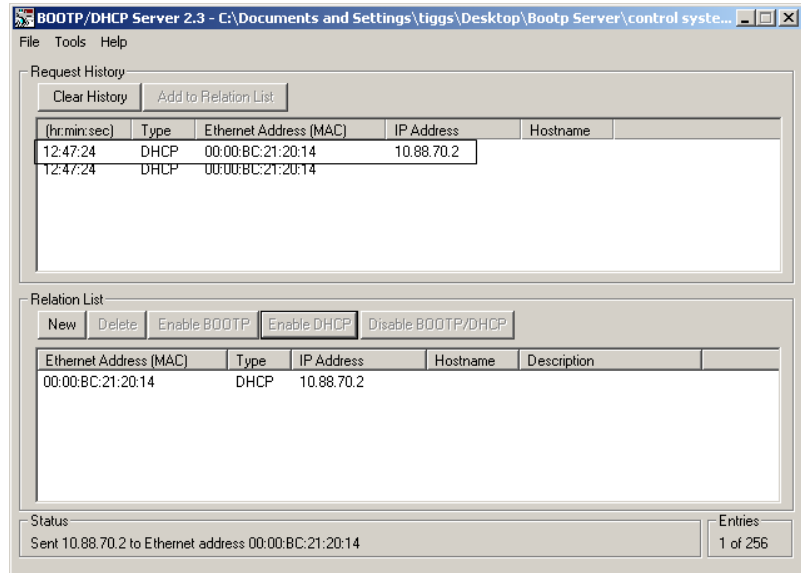 BOOTP/DHCP Server 2.3 - C:\Documents and Settings\tiggs\Desktop\Bootp Server\control syste...
File Tools Help
Request History
Clear History Add to Relation List
(hr:min:sec) Type Ethernet Address (MAC) IP Address Hostname
12:47:24 DHCP 00:00:BC:21:20:14 10.88.70.2
12:47:24 DHCP 00:00:BC:21:20:14
Relation List
New Delete Enable BOOTP Enable DHCP Disable BOOTP/DHCP
Ethernet Address (MAC) Type IP Address Hostname Description
00:00:BC:21:20:14 DHCP 10.88.70.2
Status Entries
Sent 10.88.70.2 to Ethernet address 00:00:BC:21:20:14 1 of 256